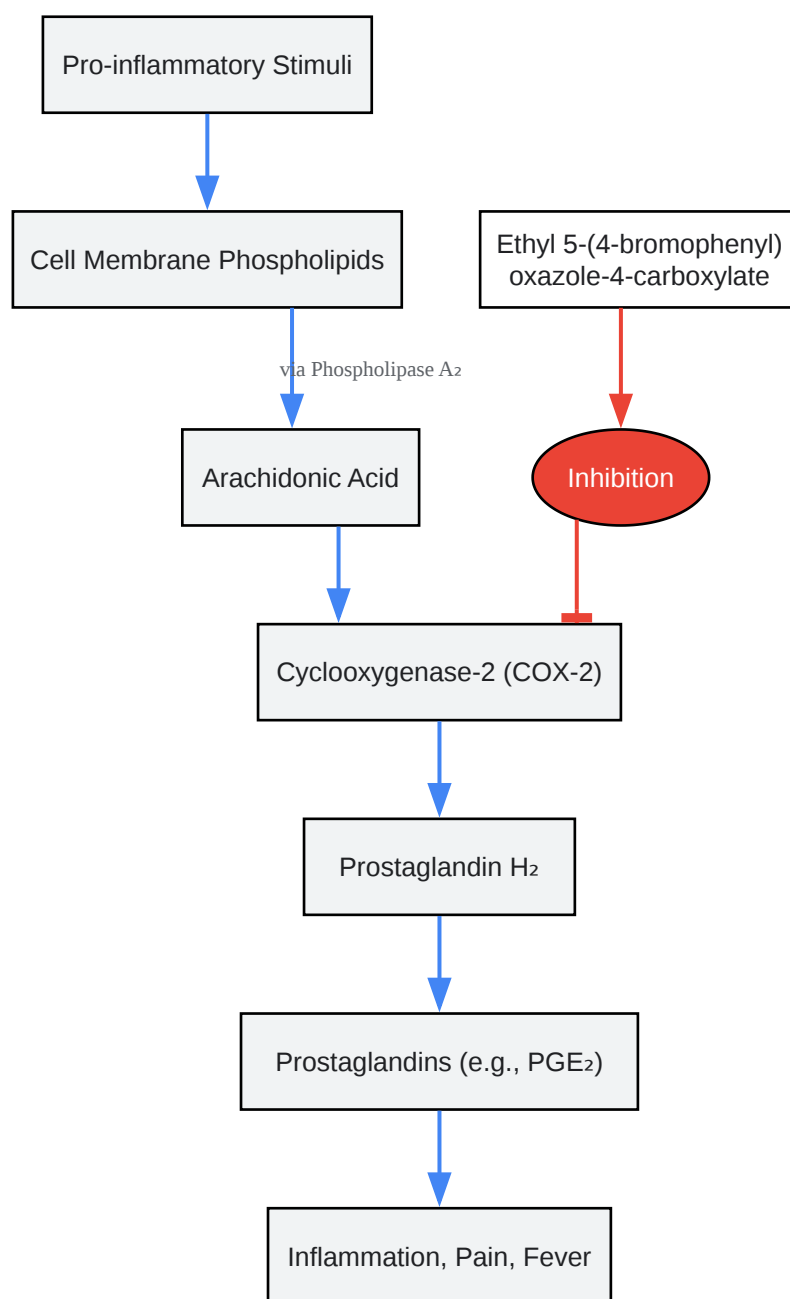 Pro-inflammatory Stimuli
Cell Membrane Phospholipids
Ethyl 5-(4-bromophenyl)
oxazole-4-carboxylate
via Phospholipase A₂
Arachidonic Acid
Inhibition
Cyclooxygenase-2 (COX-2)
Prostaglandin H₂
Prostaglandins (e.g., PGE₂)
Inflammation, Pain, Fever